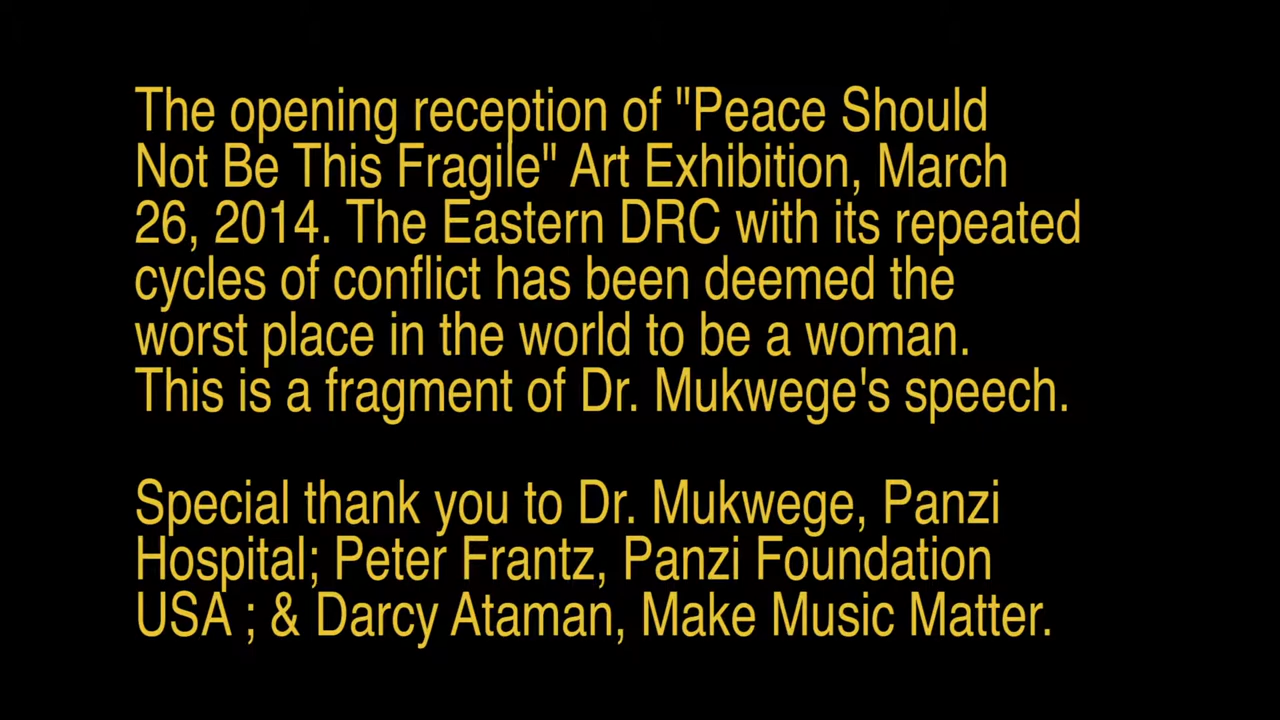 The opening reception of "Peace Should
Not Be This Fragile" Art Exhibition, March
26, 2014. The Eastern DRC with its repeated
cycles of conflict has been deemed the
worst place in the world to be a woman.
This is a fragment of Dr. Mukwege's speech.
Special thank you to Dr. Mukwege, Panzi
Hospital; Peter Frantz, Panzi Foundation
USA ; & Darcy Ataman, Make Music Matter.